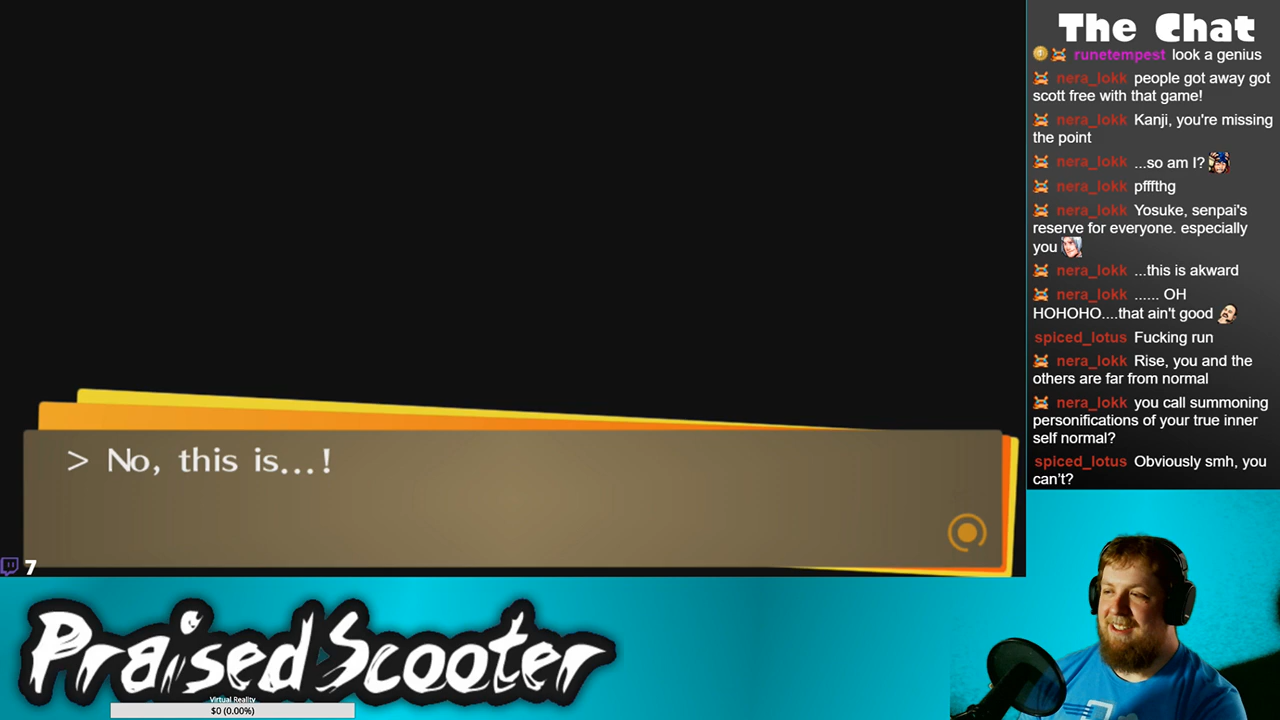 The Chat
runetempest look a genius
nera_lokk people got away got
scott free with that game!
nera_lokk Kanji, you're missing
the point
nera_lokk ...so am I?
nera_lokk pfffthg
nera_lokk Yosuke, senpai's
reserve for everyone. especially
you
nera_lokk ...this is akward
nera_lokk ...... OH
HOHOHO....that ain't good
spiced_lotus Fucking run
nera_lokk Rise, you and the
others are far from normal
nera_lokk you call summoning
personifications of your true inner
self normal?
spiced_lotus Obviously smh, you
can't?
> No, this is...!
7
PraisedScooter
Virtual Reality
$0 (0.00%)